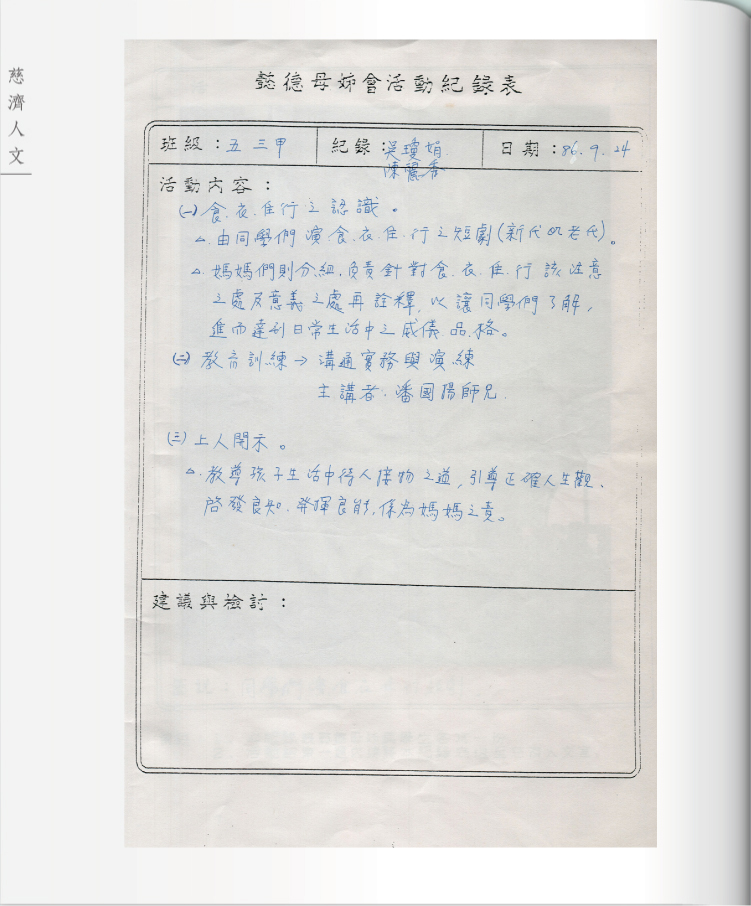 慈濟人文
懿德母姊會活動紀錄表
班級：五 三甲
紀錄：吳瓊娟
陳麗香
日期：86. 9. 24
活動內容：
(一) 食、衣、住、行之認識。
△ 由同學們演食、衣、住、行之短劇(新氏VS老氏)。
△ 媽媽們則分組,負責針對食、衣、住、行該注意
之處及意義之處再詮釋,以讓同學們了解,
進而達到日常生活中之威儀、品、格。
(二) 教育訓練→溝通實務與演練
主講者：潘國揚師兄.
(三) 上人開示。
△.教導孩子生活中待人接物之道,引導正確人生觀、
啓發良知、發揮良能,係為媽媽之責。
建議與檢討：